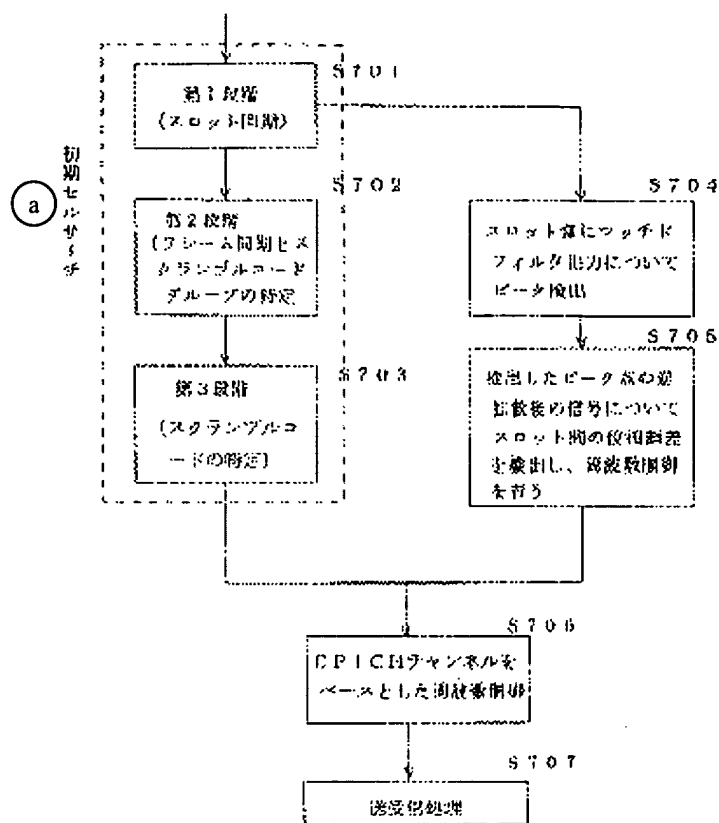 S701
第1段階
(スロット同期)
a
初期セルサーチ
S702
第2段階
(フレーム同期とス
クランブルコード
グループの特定)
S703
第3段階
(スクランブルコ
ードの特定)
S704
スロット毎にマッチド
フィルタ出力について
ピーク検出
S705
検出したピーク点の逆
拡散後の信号について
スロット間の位相誤差
を検出し、周波数制御
を行う
S706
CPICHチャンネルを
ベースとした周波数制御
S707
送受信処理